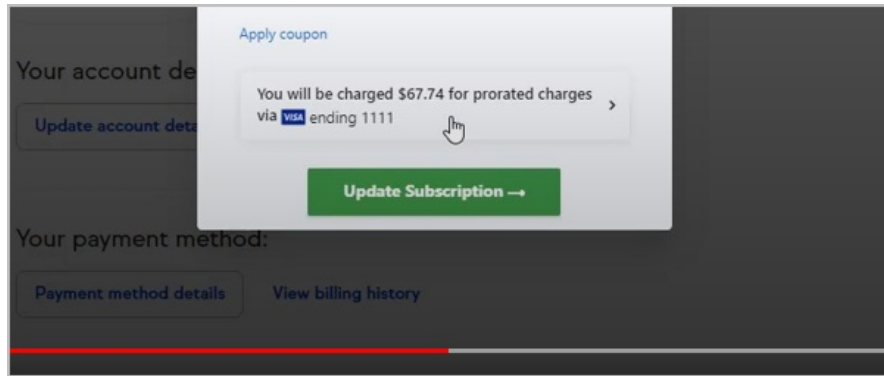 Apply coupon
Your account de
You will be charged $67.74 for prorated charges
via VISA ending 1111
Update account deta
Update Subscription →
Your payment method:
Payment method details
View billing history